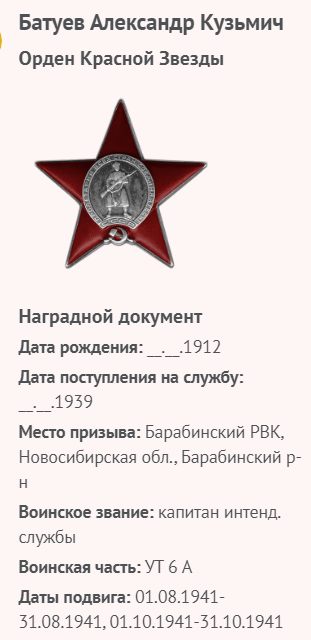 Батуев Александр Кузьмич
Орден Красной Звезды
Наградной документ
Дата рождения: __.__.1912
Дата поступления на службу:
__.__.1939
Место призыва: Барабинский РВК,
Новосибирская обл., Барабинский р-
н
Воинское звание: капитан интенд.
службы
Воинская часть: УТ 6 А
Даты подвига: 01.08.1941-
31.08.1941, 01.10.1941-31.10.1941